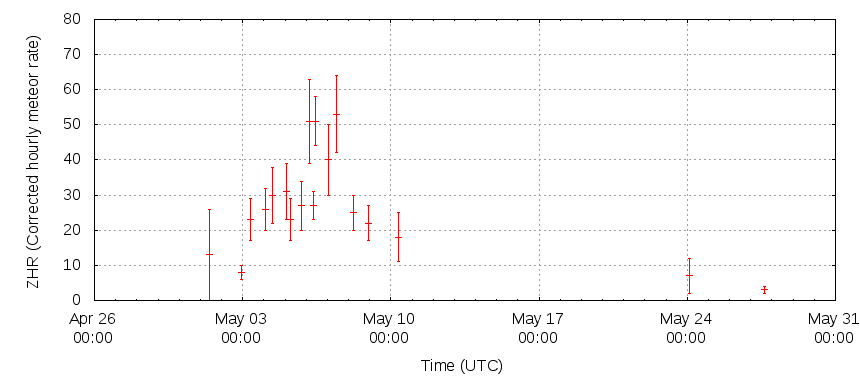 80
70
60
50
40
30
20
10
0
ZHR (Corrected hourly meteor rate)
Apr 26 May 03 May 10 May 17 May 24 May 31
00:00 00:00 00:00 00:00 00:00 00:00
Time (UTC)